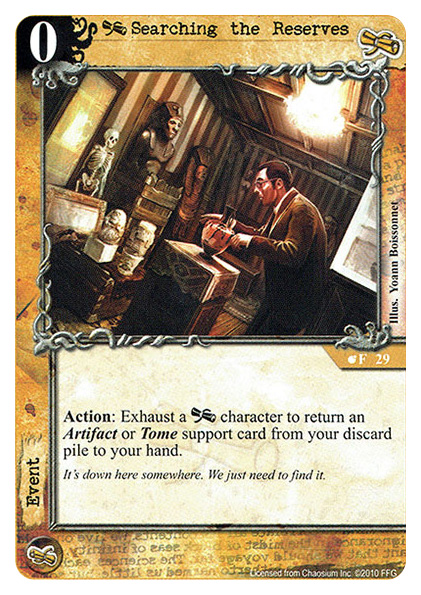 0
Searching the Reserves
Illus. Yoann Boissonnet
F 29
Action: Exhaust a character to return an
Artifact or Tome support card from your discard
pile to your hand.
It's down here somewhere. We just need to find it.
Event
Licensed from Chaosium Inc. ©2010 FFG